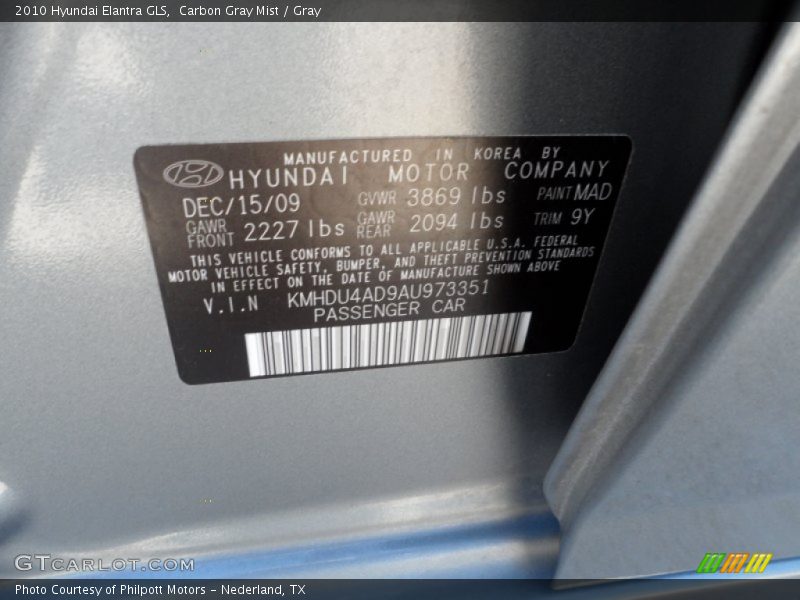 2010 Hyundai Elantra GLS, Carbon Gray Mist / Gray
MANUFACTURED IN KOREA BY
HYUNDAI MOTOR COMPANY
DEC/15/09 GVWR 3869 lbs PAINT MAD
GAWR FRONT 2227 lbs GAWR REAR 2094 lbs TRIM 9Y
THIS VEHICLE CONFORMS TO ALL APPLICABLE U.S.A. FEDERAL
MOTOR VEHICLE SAFETY, BUMPER, AND THEFT PREVENTION STANDARDS
IN EFFECT ON THE DATE OF MANUFACTURE SHOWN ABOVE
V.I.N KMHDU4AD9AU973351
PASSENGER CAR
GTCARLOT.COM
Photo Courtesy of Philpott Motors - Nederland, TX